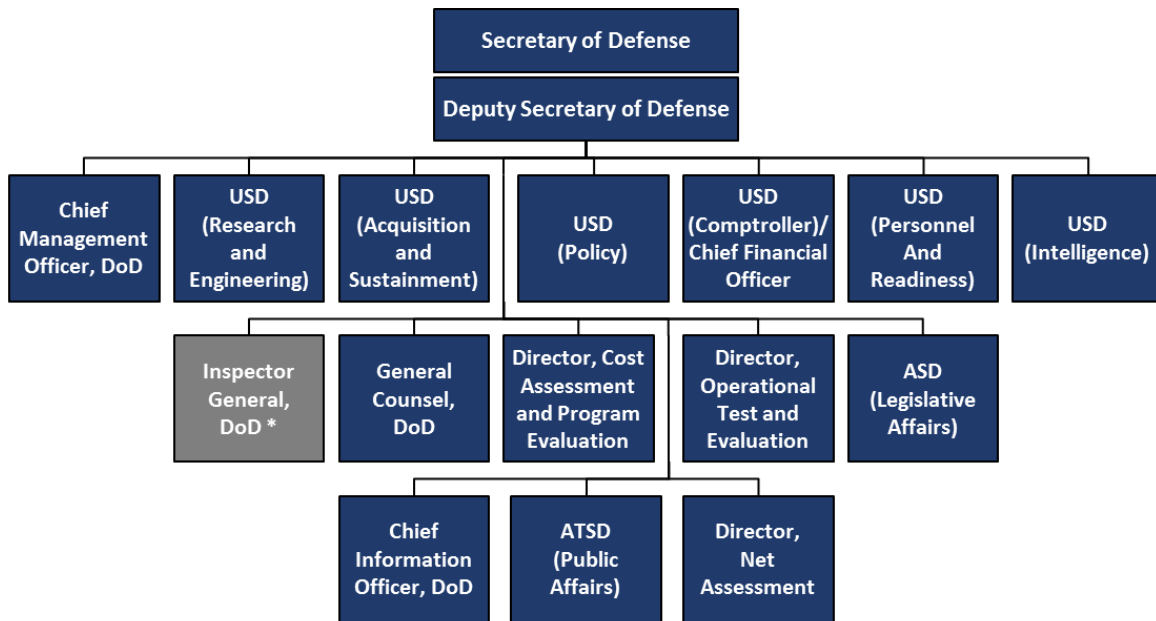 Secretary of Defense
Deputy Secretary of Defense
Chief
Management
Officer, DoD
USD
(Research
and
Engineering)
USD
(Acquisition
and
Sustainment)
USD
(Policy)
USD
(Comptroller)/
Chief Financial
Officer
USD
(Personnel
And
Readiness)
USD
(Intelligence)
Inspector
General,
DoD *
General
Counsel,
DoD
Director, Cost
Assessment
and Program
Evaluation
Director,
Operational
Test and
Evaluation
ASD
(Legislative
Affairs)
Chief
Information
Officer, DoD
ATSD
(Public
Affairs)
Director,
Net
Assessment